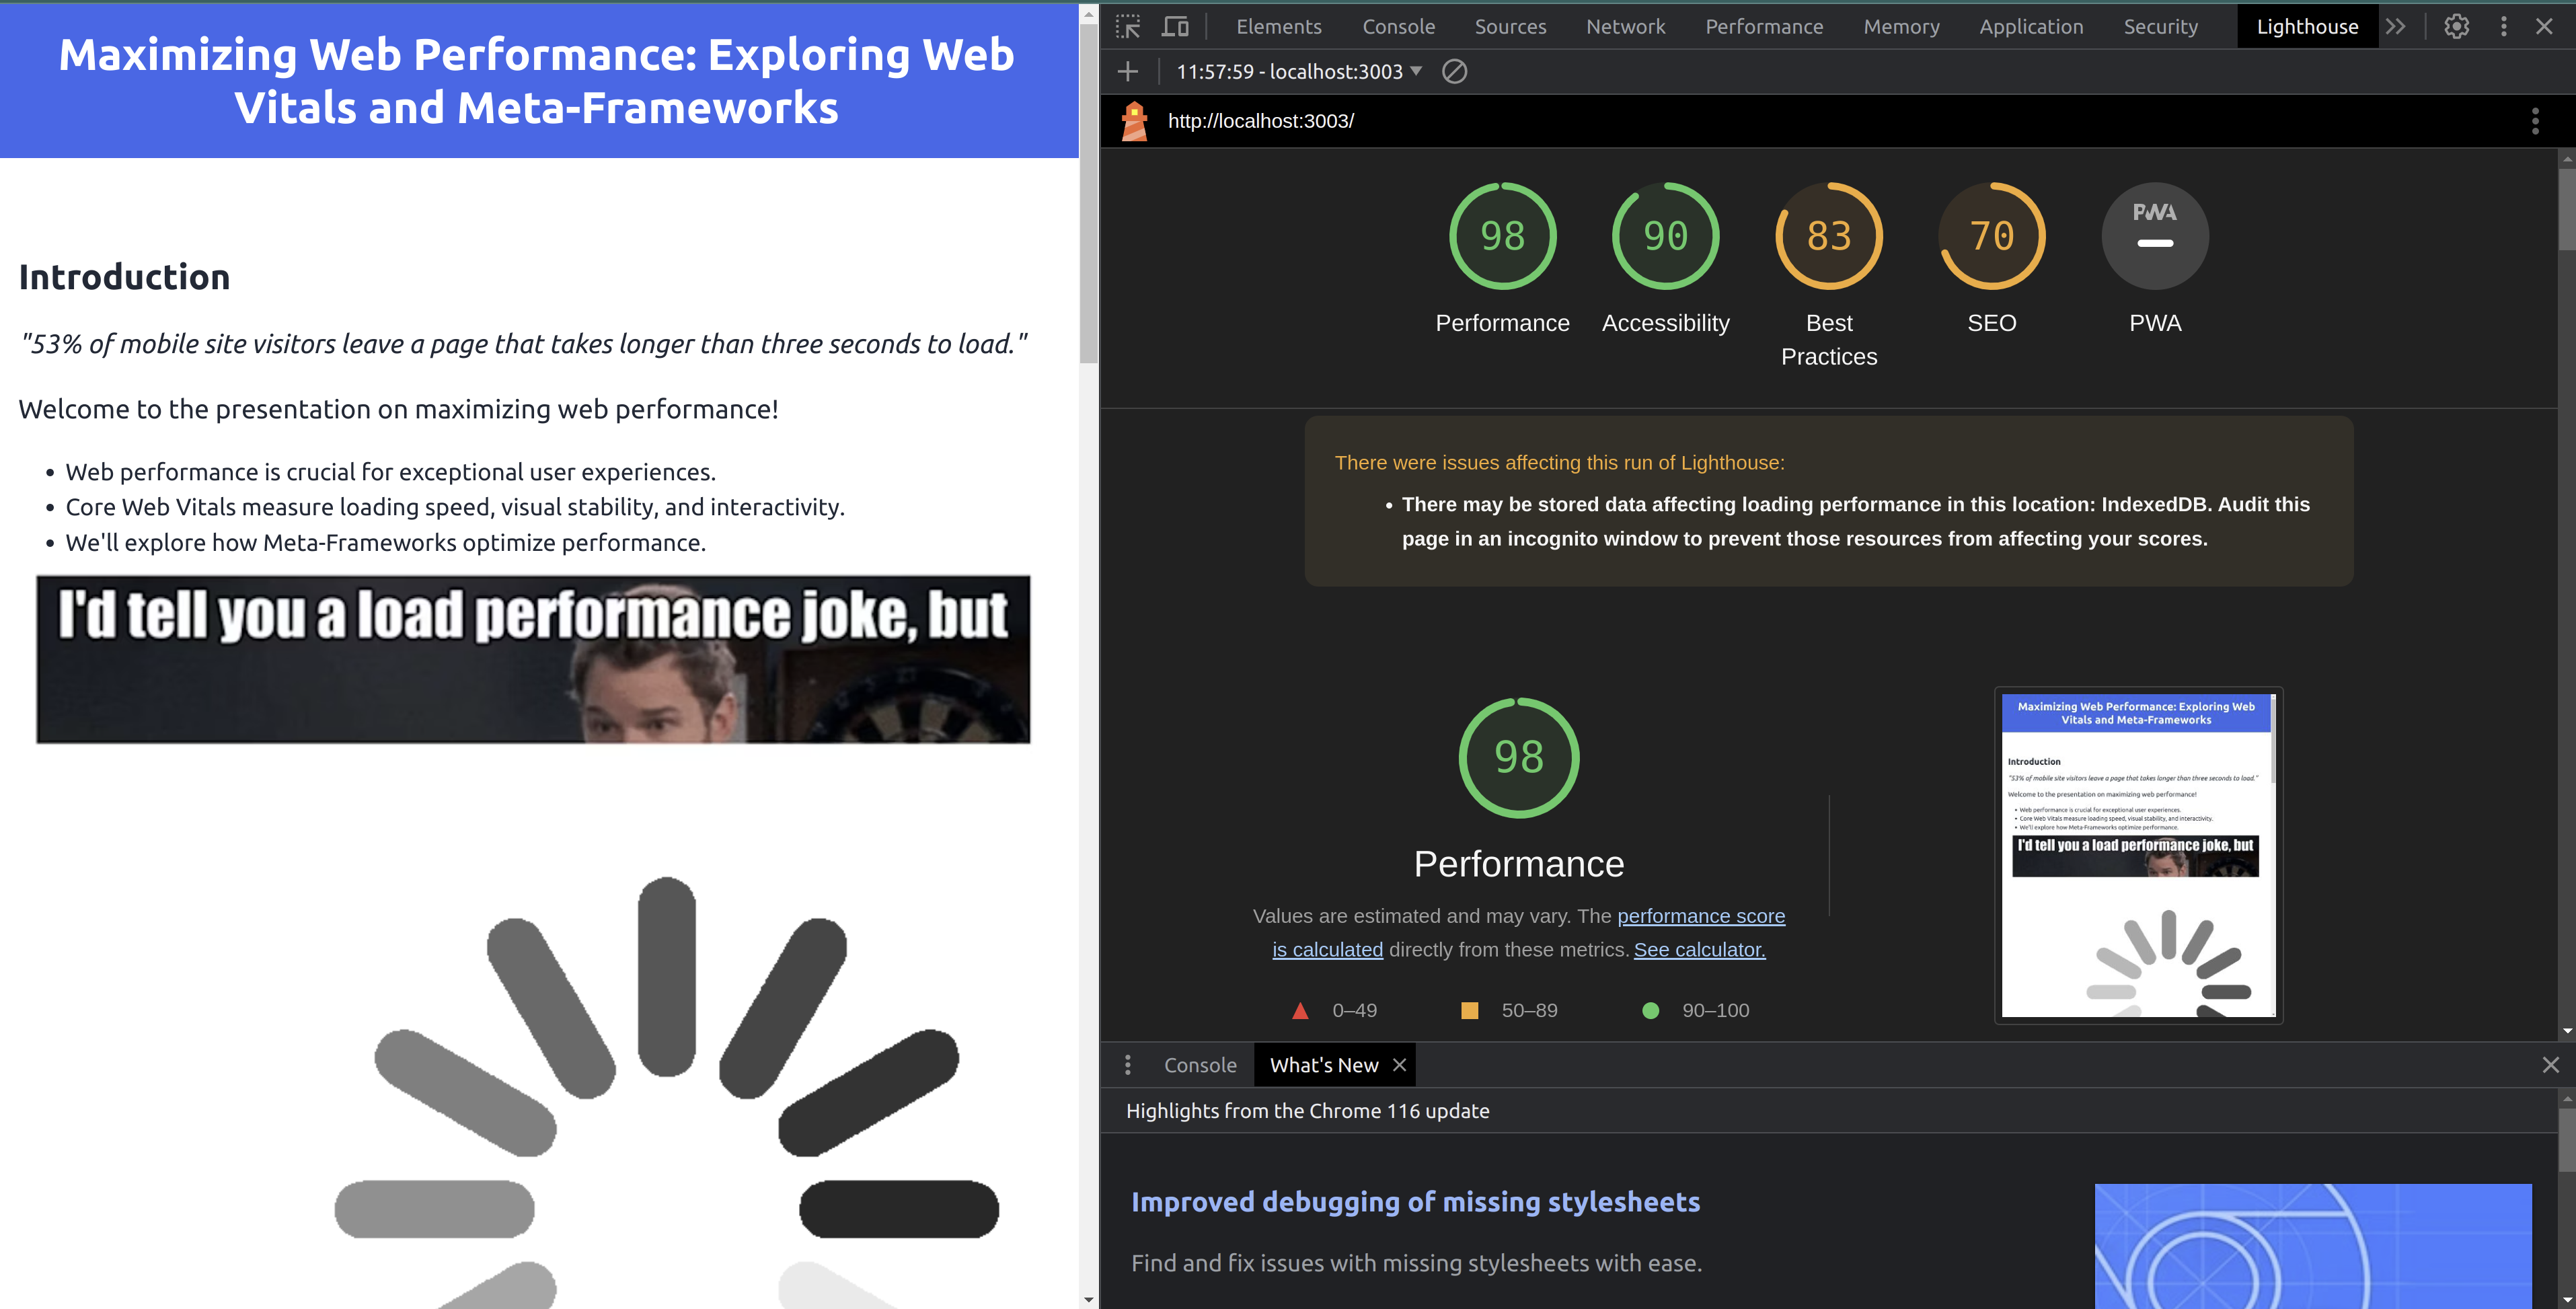 Maximizing Web Performance: Exploring Web
Vitals and Meta-Frameworks
Introduction
"53% of mobile site visitors leave a page that takes longer than three seconds to load."
Welcome to the presentation on maximizing web performance!
• Web performance is crucial for exceptional user experiences.
• Core Web Vitals measure loading speed, visual stability, and interactivity.
• We'll explore how Meta-Frameworks optimize performance.
I'd tell you a load performance joke, but
Elements Console Sources Network Performance Memory Application Security Lighthouse
11:57:59 - localhost:3003
http://localhost:3003/
98 90 83 70 PWA
Performance Accessibility Best SEO PWA
Practices
There were issues affecting this run of Lighthouse:
• There may be stored data affecting loading performance in this location: IndexedDB. Audit this
page in an incognito window to prevent those resources from affecting your scores.
98
Performance
Values are estimated and may vary. The performance score
is calculated directly from these metrics. See calculator.
0–49 50–89 90–100
Maximizing Web Performance: Exploring Web
Vitals and Meta-Frameworks
Introduction
"53% of mobile site visitors leave a page that takes longer than three seconds to load."
Welcome to the presentation on maximizing web performance!
• Web performance is crucial for exceptional user experiences.
• Core Web Vitals measure loading speed, visual stability, and interactivity.
• We'll explore how Meta-Frameworks optimize performance.
I'd tell you a load performance joke, but
Console What's New
Highlights from the Chrome 116 update
Improved debugging of missing stylesheets
Find and fix issues with missing stylesheets with ease.